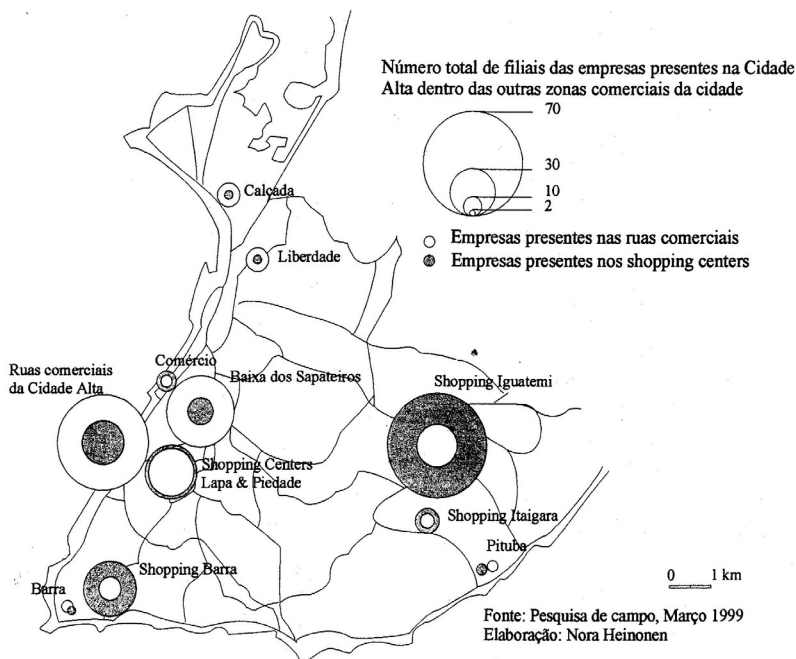 Número total de filiais das empresas presentes na Cidade
Alta dentro das outras zonas comerciais da cidade
70
30
10
2
Empresas presentes nas ruas comerciais
Empresas presentes nos shopping centers
Calçada
Liberdade
Comércio
Ruas comerciais
da Cidade Alta
Baixa dos Sapateiros
Shopping Iguatemi
Shopping Centers
Lapa & Piedade
Shopping Itaigara
Pituba
Shopping Barra
Barra
0 1 km
Fonte: Pesquisa de campo, Março 1999
Elaboração: Nora Heinonen